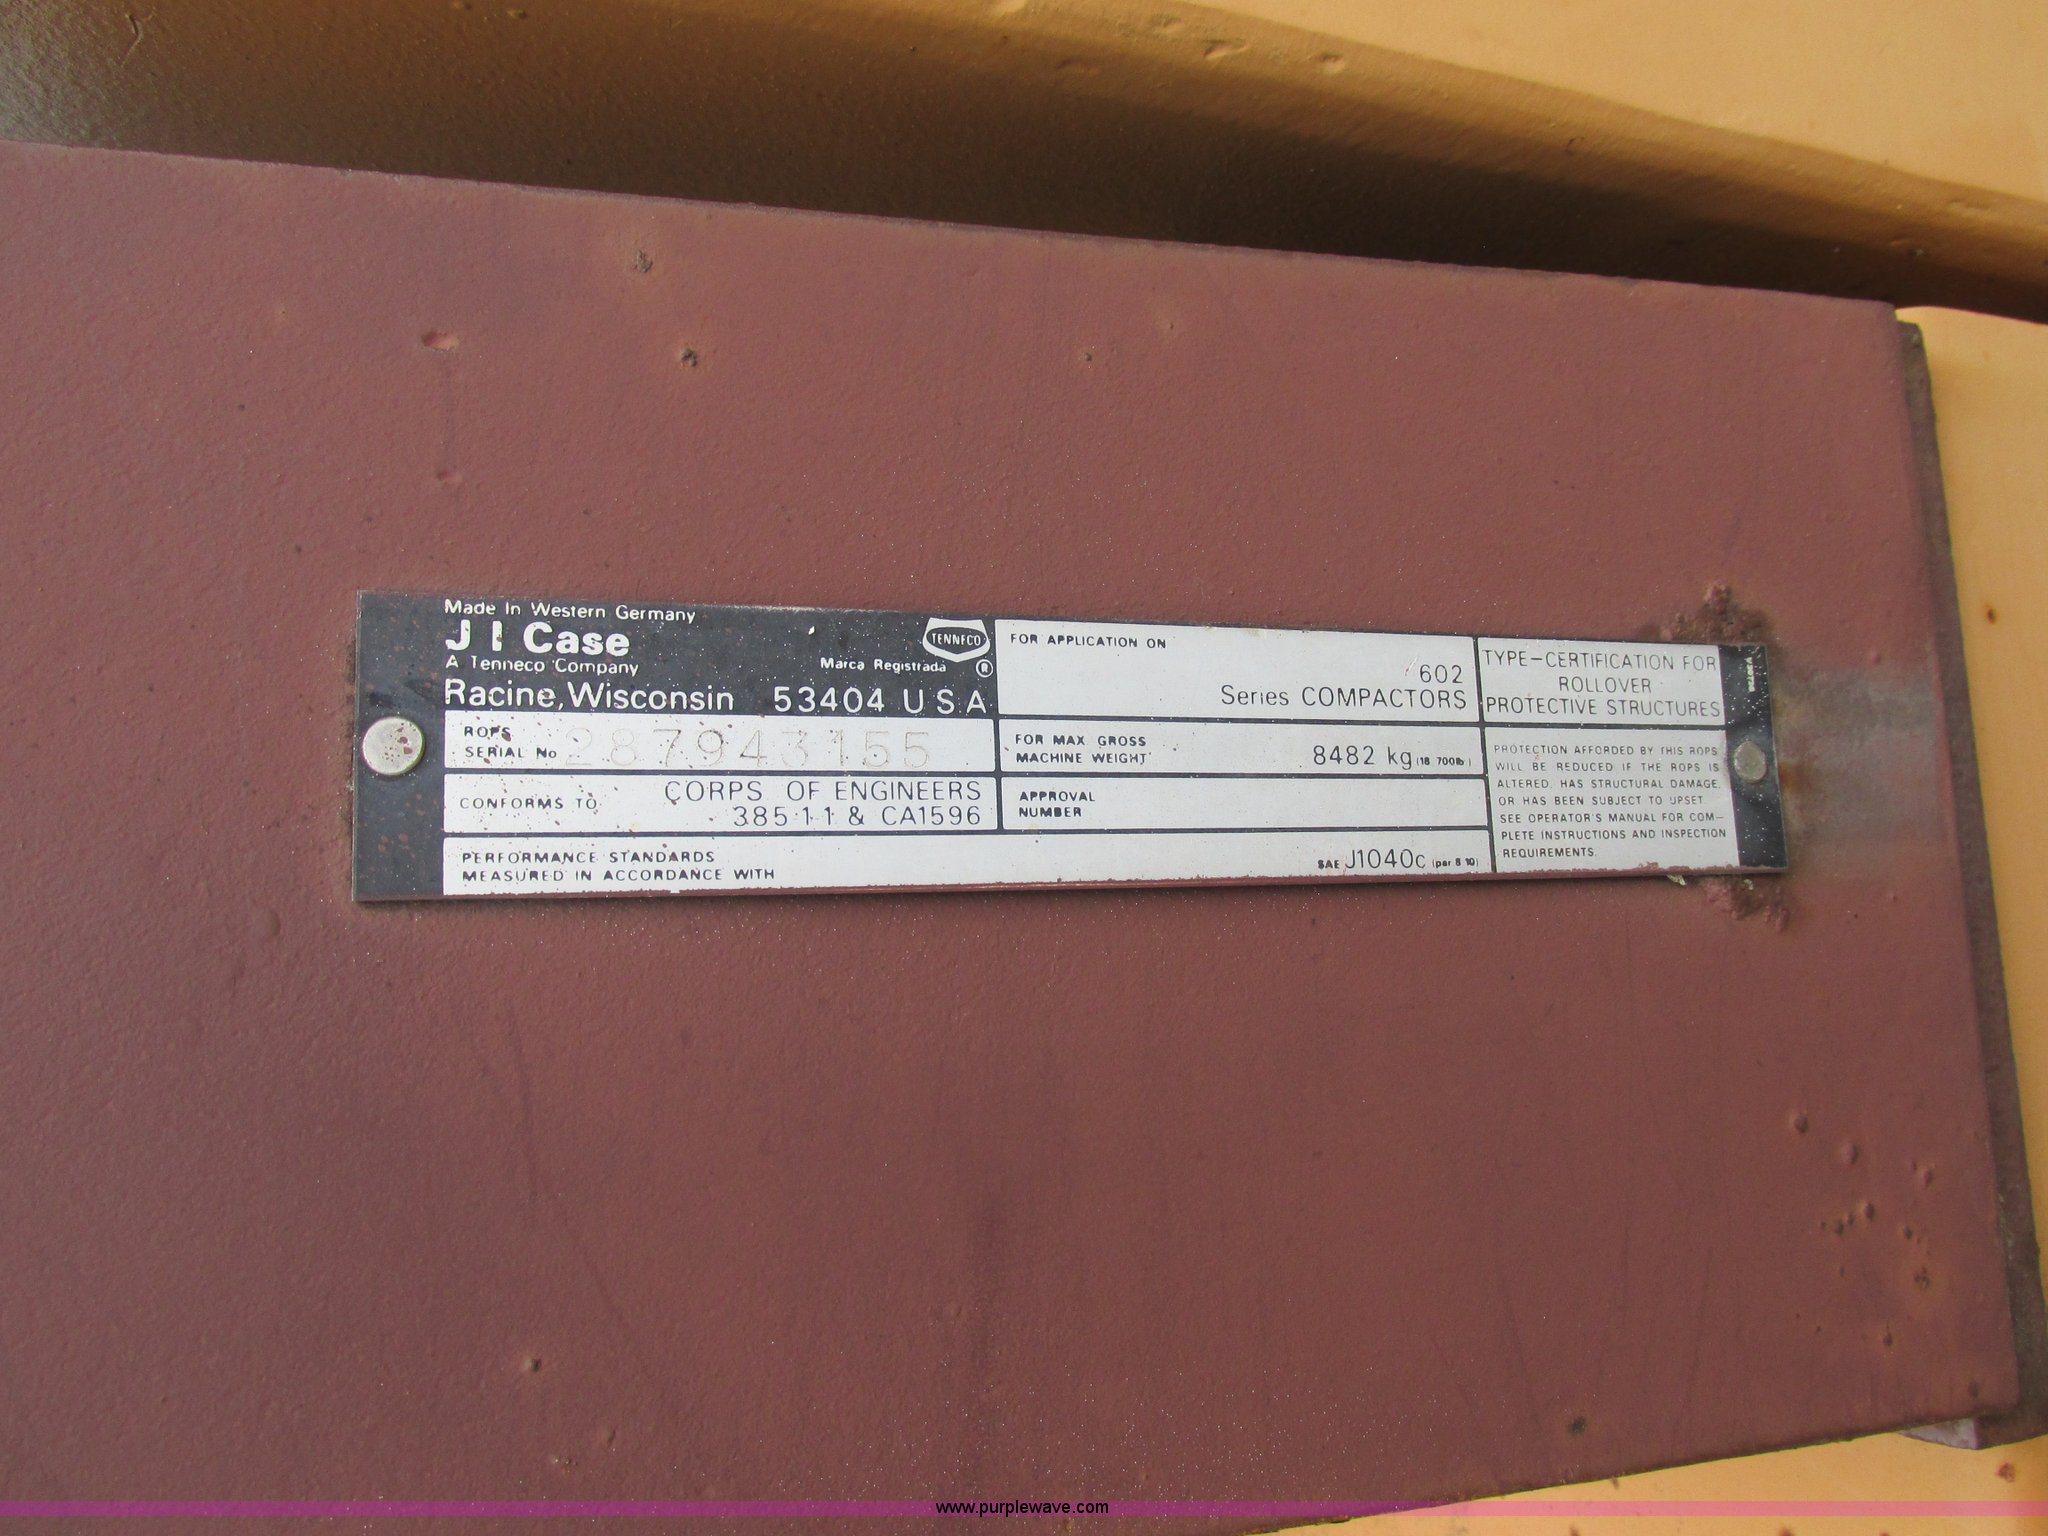 Made In Western Germany
J I Case
A Tenneco Company
TENNECO
Marca Registrada ®
Racine, Wisconsin 53404 U S A
ROPS
SERIAL No 287943155
CONFORMS TO CORPS OF ENGINEERS
385·1·1 & CA1596
PERFORMANCE STANDARDS
MEASURED IN ACCORDANCE WITH
SAE J1040c (par 8 10)
FOR APPLICATION ON
602
Series COMPACTORS
FOR MAX GROSS
MACHINE WEIGHT 8482 kg (18 700lb)
APPROVAL
NUMBER
TYPE-CERTIFICATION FOR
ROLLOVER
PROTECTIVE STRUCTURES
PROTECTION AFFORDED BY THIS ROPS
WILL BE REDUCED IF THE ROPS IS
ALTERED, HAS STRUCTURAL DAMAGE,
OR HAS BEEN SUBJECT TO UPSET.
SEE OPERATOR'S MANUAL FOR COM-
PLETE INSTRUCTIONS AND INSPECTION
REQUIREMENTS.
www.purplewave.com